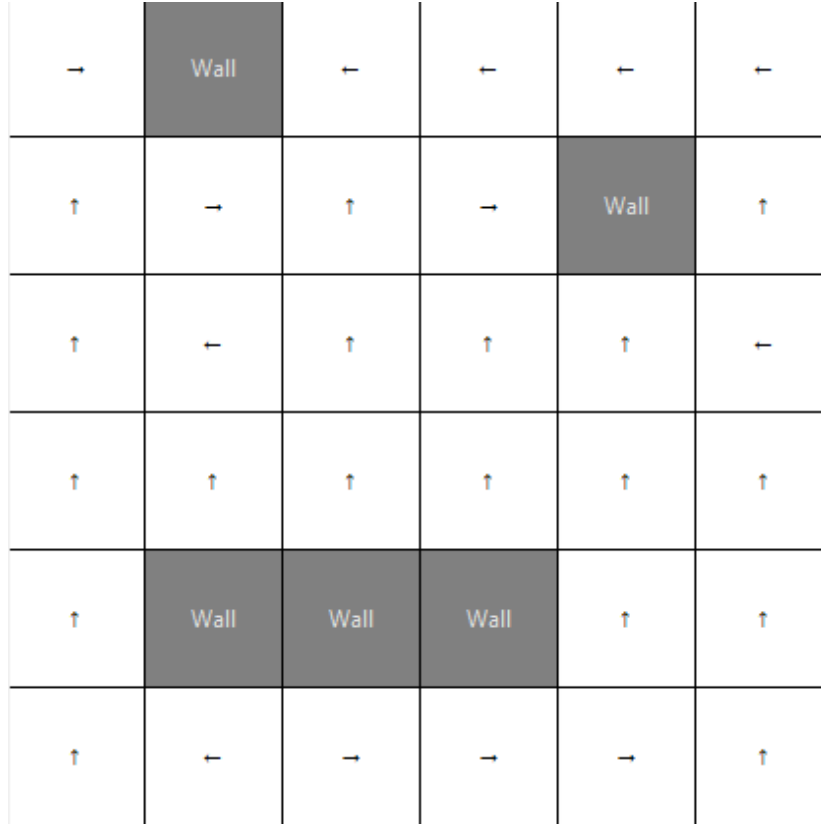 → Wall ← ← ← ←
↑ → ↑ → Wall ↑
↑ ← ↑ ↑ ↑ ←
↑ ↑ ↑ ↑ ↑ ↑
↑ Wall Wall Wall ↑ ↑
↑ ← → → → ↑